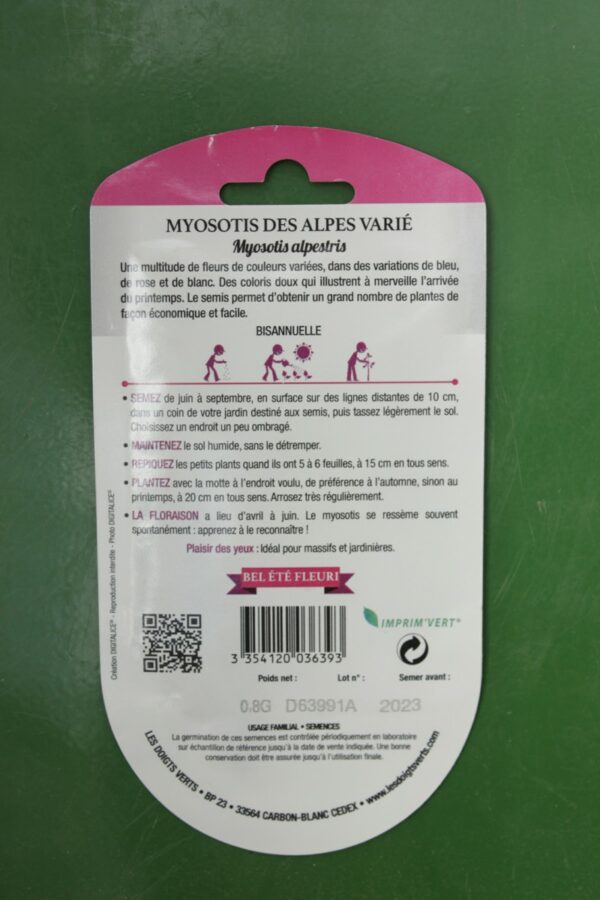 MYOSOTIS DES ALPES VARIÉ
Myosotis alpestris
Une multitude de fleurs de couleurs variées, dans des variations de bleu,
de rose et de blanc. Des coloris doux qui illustrent à merveille l'arrivée
du printemps. Le semis permet d'obtenir un grand nombre de plantes de
façon économique et facile.
BISANNUELLE
• SEMEZ de juin à septembre, en surface sur des lignes distantes de 10 cm,
dans un coin de votre jardin destiné aux semis, puis tassez légèrement le sol.
Choisissez un endroit un peu ombragé.
• MAINTENEZ le sol humide, sans le détremper.
• REPIQUEZ les petits plants quand ils ont 5 à 6 feuilles, à 15 cm en tous sens.
• PLANTEZ avec la motte à l'endroit voulu, de préférence à l'automne, sinon au
printemps, à 20 cm en tous sens. Arrosez très régulièrement.
• LA FLORAISON a lieu d'avril à juin. Le myosotis se ressème souvent
spontanément : apprenez à le reconnaître !
Plaisir des yeux : Idéal pour massifs et jardinières.
BEL ÉTÉ FLEURI
Création DIGITALICE® - Reproduction interdite - Photo DIGITALICE®
IMPRIM'VERT®
3 354120 036393
Poids net : Lot n° : Semer avant :
0.8G D63991A 2023
USAGE FAMILIAL • SEMENCES
La germination de ces semences est contrôlée périodiquement en laboratoire
sur échantillon de référence jusqu'à la date de vente indiquée. Une bonne
conservation doit être assurée jusqu'à l'utilisation finale.
LES DOIGTS VERTS • BP 23 • 33564 CARBON-BLANC CEDEX • www.lesdoigtsverts.com